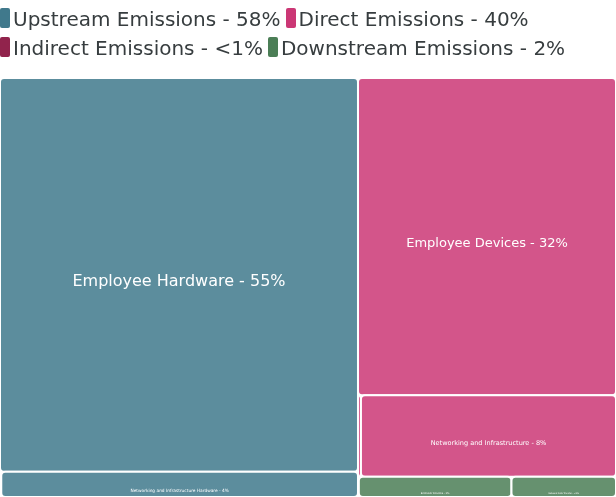 Upstream Emissions - 58% Direct Emissions - 40%
Indirect Emissions - <1% Downstream Emissions - 2%
Employee Devices - 32%
Employee Hardware - 55%
Networking and Infrastructure - 8%
Networking and Infrastructure Hardware - 4%